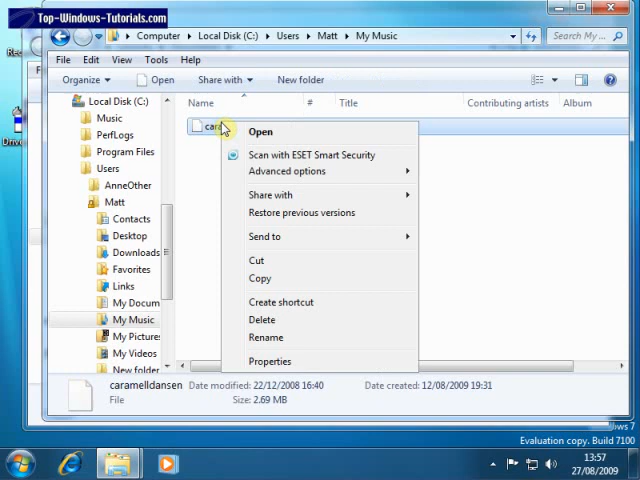 Top-Windows-Tutorials.com
Rec
Computer Local Disk (C:) Users Matt My Music
Search My ...
File Edit View Tools Help
Organize Open Share with New folder
Name # Title Contributing artists Album
Local Disk (C:)
Music
PerfLogs
Program Files
Users
AnneOther
Matt
Contacts
Desktop
Downloads
Favorites
Links
My Docum
My Music
My Pictures
My Videos
New folder
Open
Scan with ESET Smart Security
Advanced options
Share with
Restore previous versions
Send to
Cut
Copy
Create shortcut
Delete
Rename
Properties
caramelldansen Date modified: 22/12/2008 16:40 Date created: 12/08/2009 19:31
File Size: 2.69 MB
Drive
Evaluation copy. Build 7100
13:57
27/08/2009